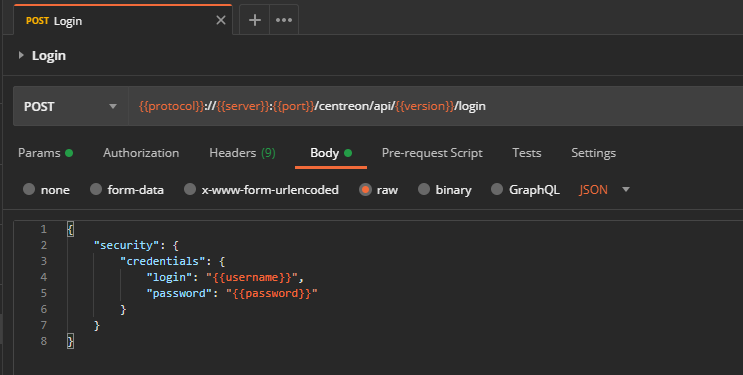 POST Login
Login
POST {{protocol}}://{{server}}:{{port}}/centreon/api/{{version}}/login
Params Authorization Headers (9) Body Pre-request Script Tests Settings
none form-data x-www-form-urlencoded raw binary GraphQL JSON
1 {
2 "security": {
3 "credentials": {
4 "login": "{{username}}",
5 "password": "{{password}}"
6 }
7 }
8 }